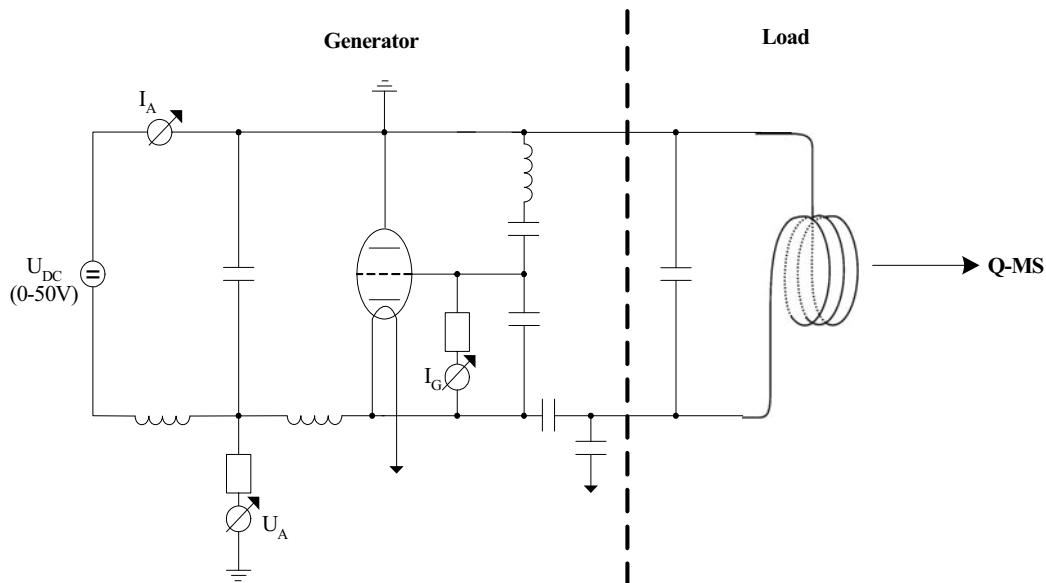 Generator
Load
I_A
U_DC
(0-50V)
Q-MS
I_G
U_A